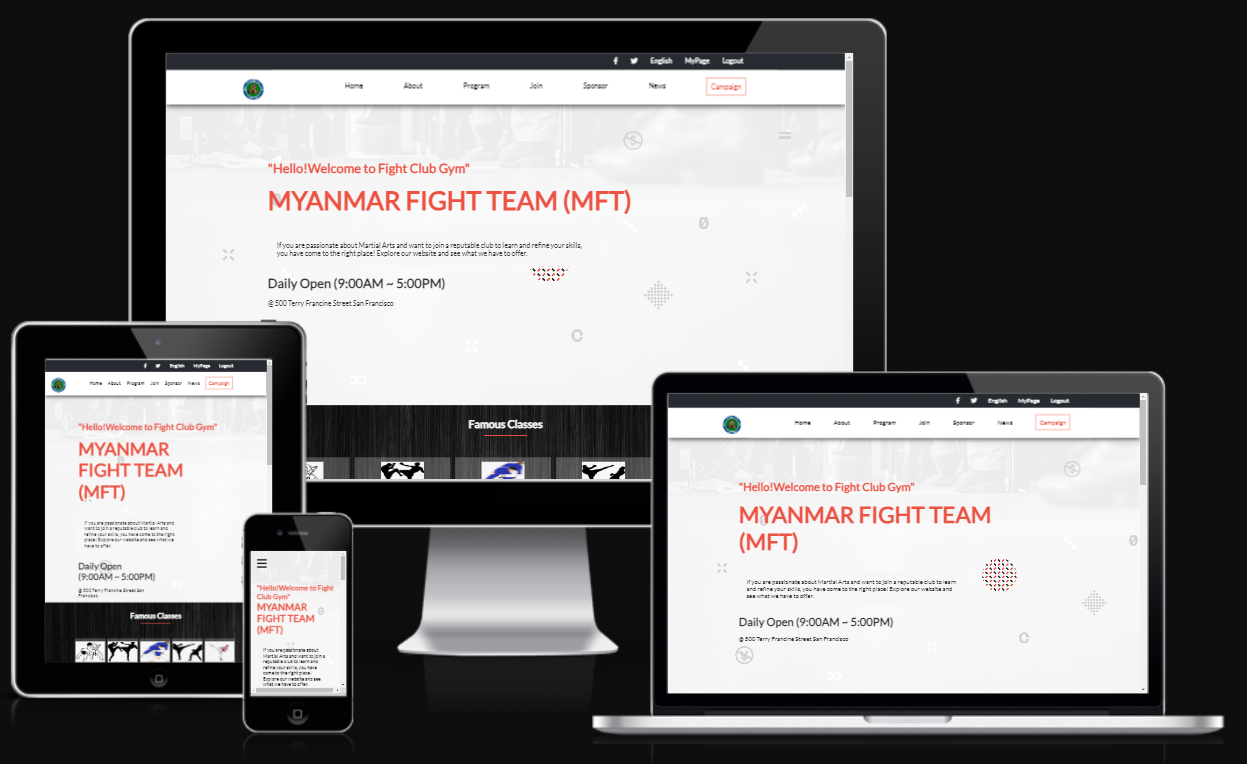 English MyPage Logout
Home About Program Join Sponsor News Campaign
"Hello!Welcome to Fight Club Gym"
MYANMAR FIGHT TEAM (MFT)
If you are passionate about Martial Arts and want to join a reputable club to learn and refine your skills,
you have come to the right place! Explore our website and see what we have to offer.
Daily Open (9:00AM ~ 5:00PM)
@ 500 Terry Francine Street San Francisco
Famous Classes
English MyPage Logout
Home About Program Join Sponsor News Campaign
"Hello!Welcome to Fight Club Gym"
MYANMAR
FIGHT TEAM
(MFT)
If you are passionate about Martial Arts and
want to join a reputable club to learn and
refine your skills, you have come to the right
place! Explore our website and see what we
have to offer.
Daily Open
(9:00AM ~ 5:00PM)
@ 500 Terry Francine Street San
Francisco
Famous Classes
"Hello!Welcome to Fight
Club Gym"
MYANMAR
FIGHT TEAM
(MFT)
If you are passionate about
Martial Arts and want to join a
reputable club to learn and
refine your skills, you have
come to the right place!
Explore our website and see
what we have to offer.
English MyPage Logout
Home About Program Join Sponsor News Campaign
"Hello!Welcome to Fight Club Gym"
MYANMAR FIGHT TEAM
(MFT)
If you are passionate about Martial Arts and want to join a reputable club to learn
and refine your skills, you have come to the right place! Explore our website and
see what we have to offer.
Daily Open (9:00AM ~ 5:00PM)
@ 500 Terry Francine Street San Francisco